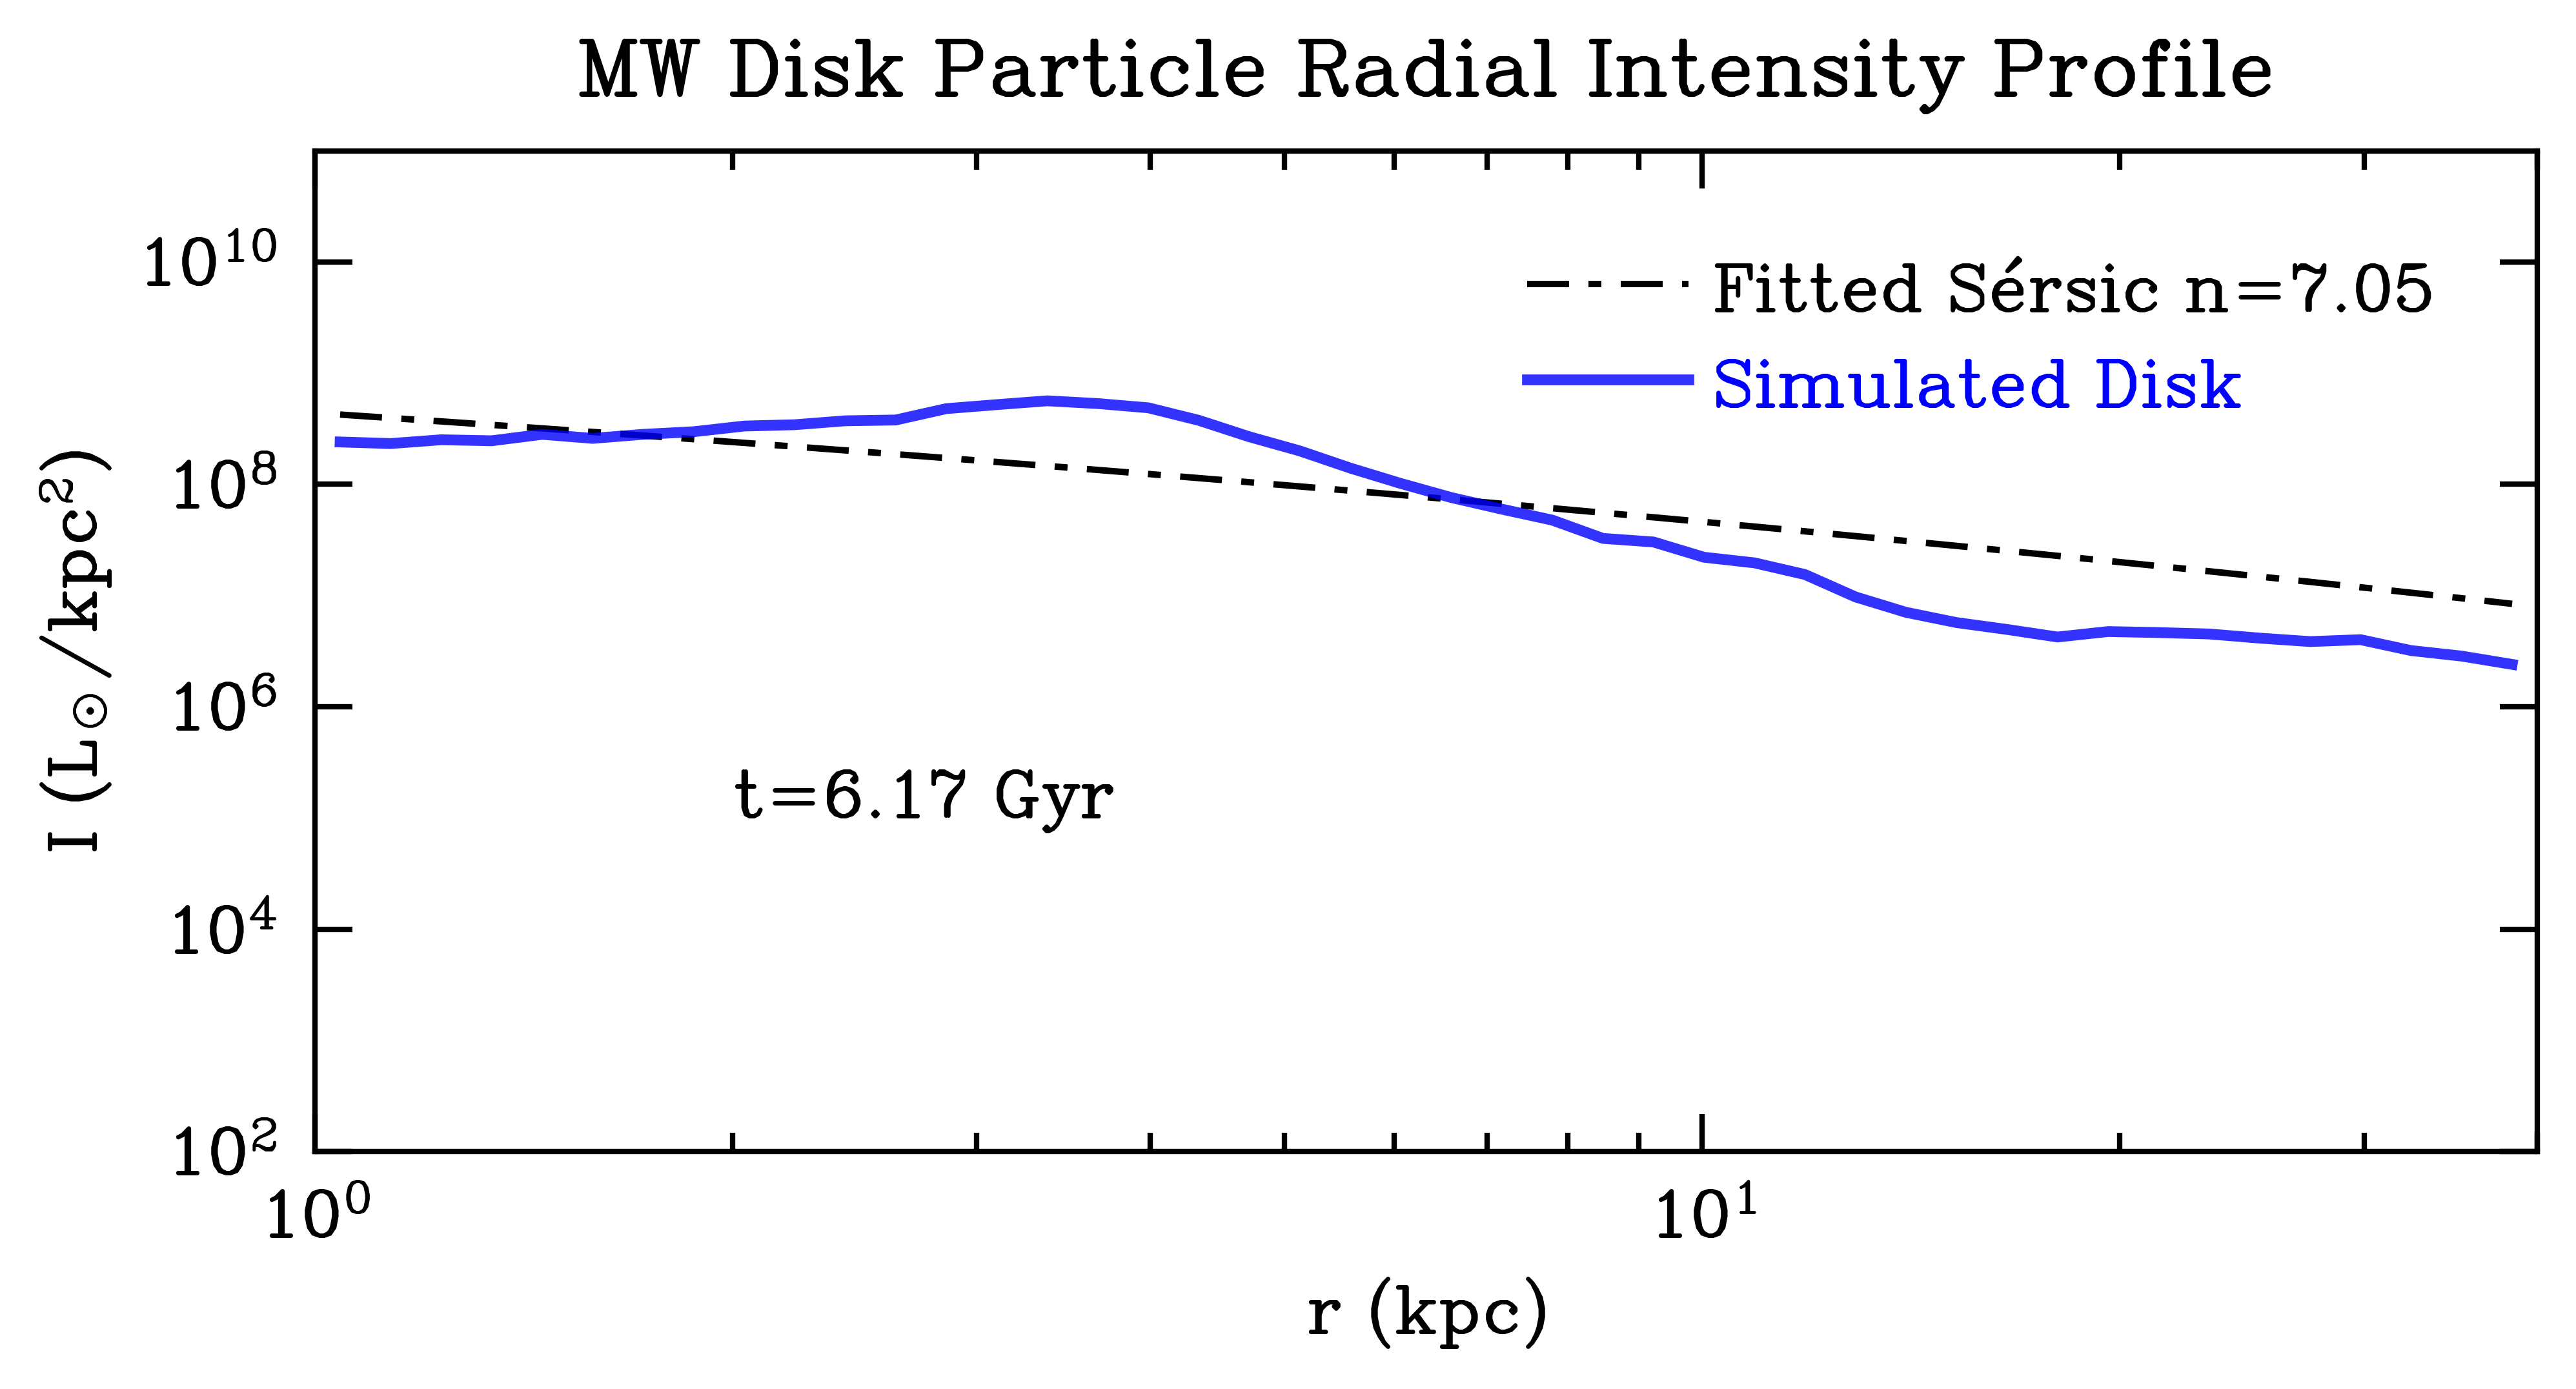 MW Disk Particle Radial Intensity Profile
I (L☉/kpc²)
10¹⁰
10⁸
10⁶
10⁴
10²
Fitted Sérsic n=7.05
Simulated Disk
t=6.17 Gyr
10⁰
10¹
r (kpc)